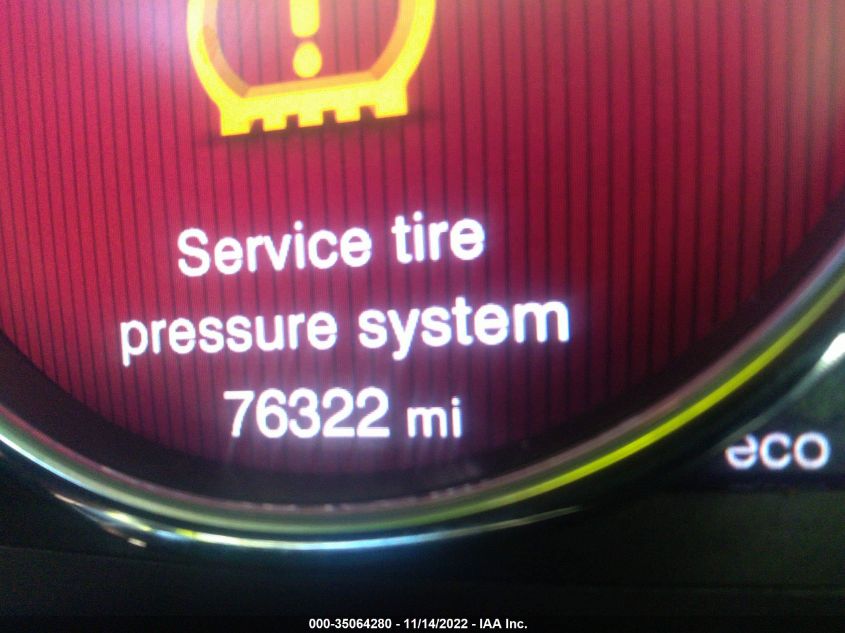 Service tire
pressure system
76322 mi
eco
000-35064280 - 11/14/2022 - IAA Inc.